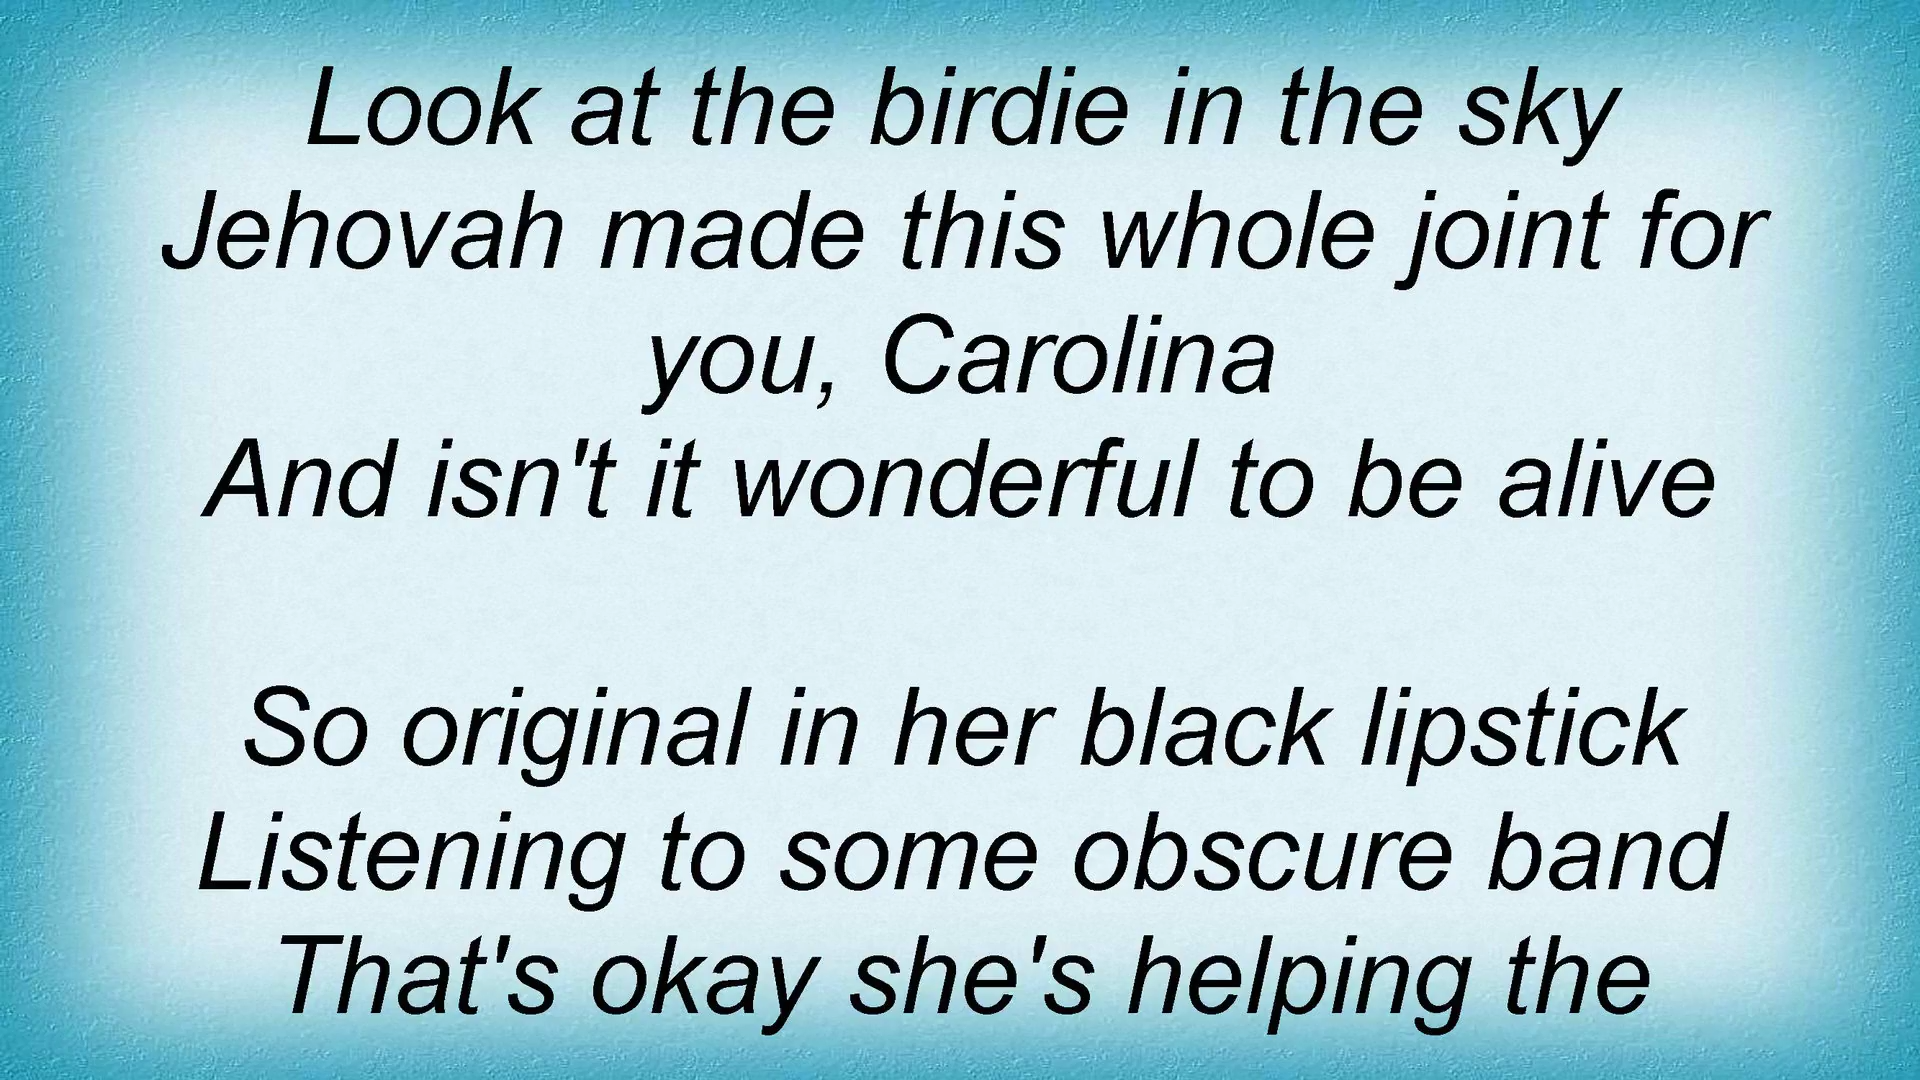 Look at the birdie in the sky
Jehovah made this whole joint for
you, Carolina
And isn't it wonderful to be alive
So original in her black lipstick
Listening to some obscure band
That's okay she's helping the